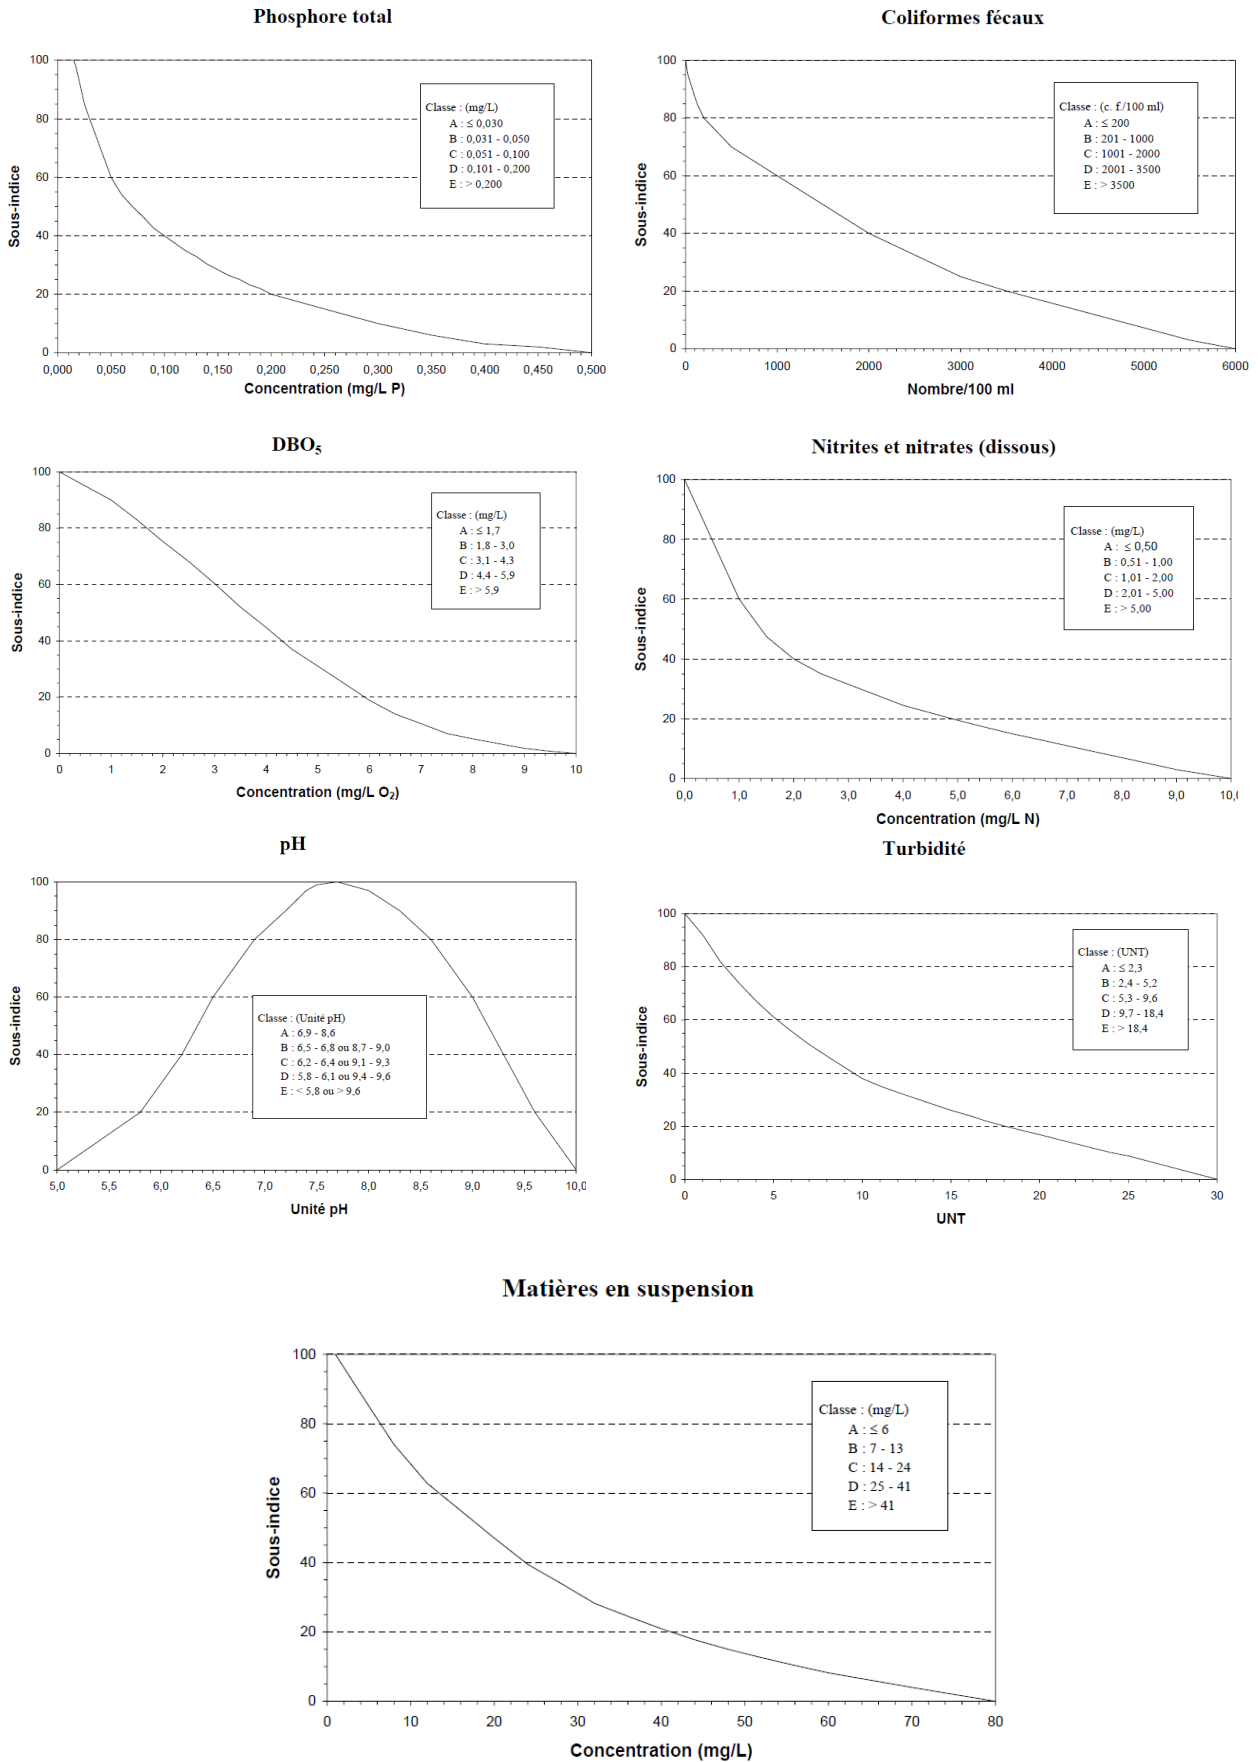 Phosphore total
100
80
60
40
20
0
Sous-indice
Classe : (mg/L)
A : ≤ 0,030
B : 0,031 - 0,050
C : 0,051 - 0,100
D : 0,101 - 0,200
E : > 0,200
0,000 0,050 0,100 0,150 0,200 0,250 0,300 0,350 0,400 0,450 0,500
Concentration (mg/L P)
Coliformes fécaux
100
80
60
40
20
0
Sous-indice
Classe : (c. f./100 ml)
A : ≤ 200
B : 201 - 1000
C : 1001 - 2000
D : 2001 - 3500
E : > 3500
0 1000 2000 3000 4000 5000 6000
Nombre/100 ml
DBO₅
100
80
60
40
20
0
Sous-indice
Classe : (mg/L)
A : ≤ 1,7
B : 1,8 - 3,0
C : 3,1 - 4,3
D : 4,4 - 5,9
E : > 5,9
0 1 2 3 4 5 6 7 8 9 10
Concentration (mg/L O₂)
Nitrites et nitrates (dissous)
100
80
60
40
20
0
Sous-indice
Classe : (mg/L)
A : ≤ 0,50
B : 0,51 - 1,00
C : 1,01 - 2,00
D : 2,01 - 5,00
E : > 5,00
0,0 1,0 2,0 3,0 4,0 5,0 6,0 7,0 8,0 9,0 10,0
Concentration (mg/L N)
pH
100
80
60
40
20
0
Sous-indice
Classe : (Unité pH)
A : 6,9 - 8,6
B : 6,5 - 6,8 ou 8,7 - 9,0
C : 6,2 - 6,4 ou 9,1 - 9,3
D : 5,8 - 6,1 ou 9,4 - 9,6
E : < 5,8 ou > 9,6
5,0 5,5 6,0 6,5 7,0 7,5 8,0 8,5 9,0 9,5 10,0
Unité pH
Turbidité
100
80
60
40
20
0
Sous-indice
Classe : (UNT)
A : ≤ 2,3
B : 2,4 - 5,2
C : 5,3 - 9,6
D : 9,7 - 18,4
E : > 18,4
0 5 10 15 20 25 30
UNT
Matières en suspension
100
80
60
40
20
0
Sous-indice
Classe : (mg/L)
A : ≤ 6
B : 7 - 13
C : 14 - 24
D : 25 - 41
E : > 41
0 10 20 30 40 50 60 70 80
Concentration (mg/L)